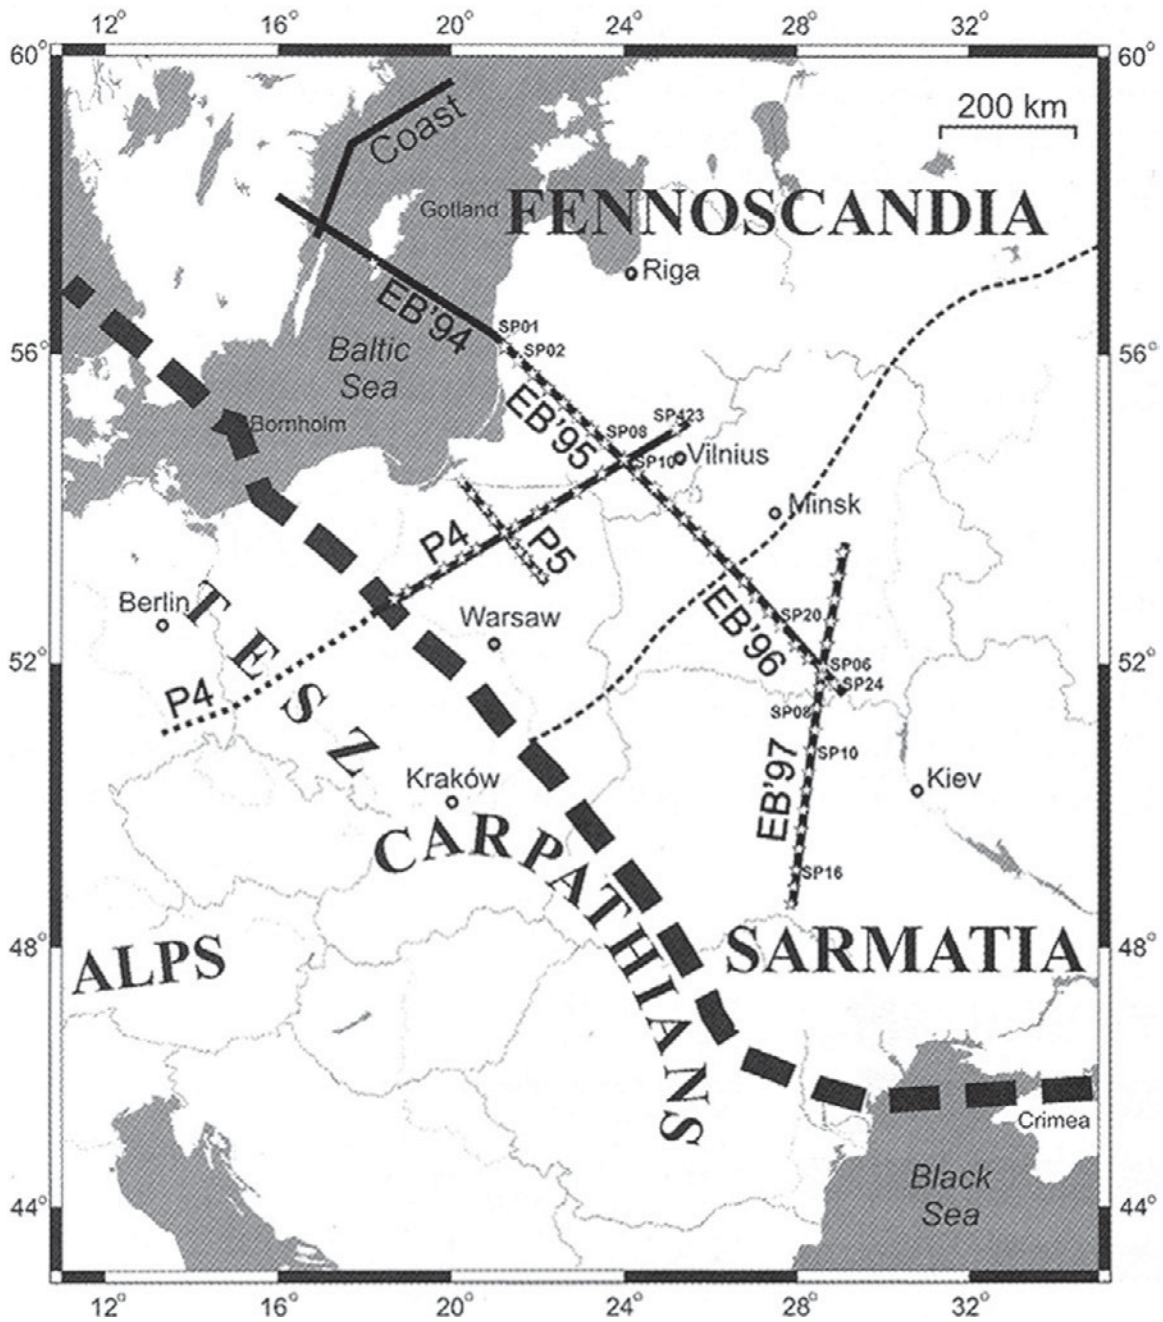 12° 16° 20° 24° 28° 32°
60° 60°
200 km
Coast
Gotland
FENNOSCANDIA
Riga
EB'94
SP01
SP02
56° 56°
Baltic
Sea
EB'95
SP423
Bornholm
SP08
SP10
Vilnius
Minsk
P4
P5
Berlin
TESZ
Warsaw
EB'96
SP20
52° 52°
SP06
SP24
P4
SP08
SP10
EB'97
Kraków
Kiev
CARPATHIANS
SP16
48° 48°
ALPS
SARMATIA
Crimea
Black
Sea
44° 44°
12° 16° 20° 24° 28° 32°